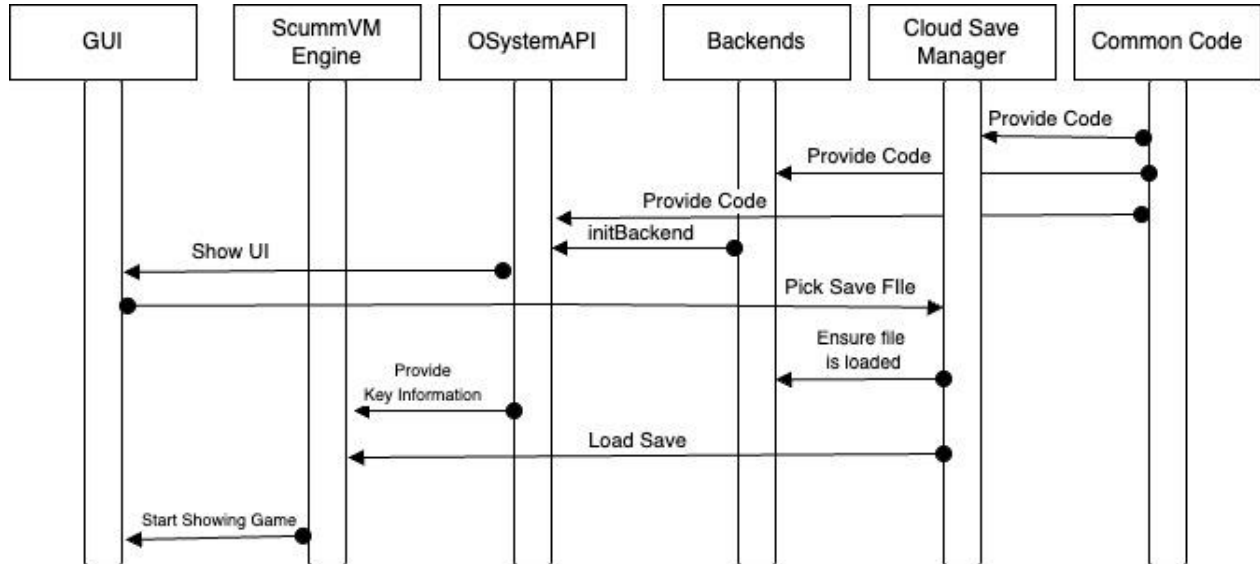 GUI
ScummVM
Engine
OSystemAPI
Backends
Cloud Save
Manager
Common Code
Provide Code
Provide Code
Provide Code
initBackend
Show UI
Pick Save FIle
Ensure file
is loaded
Provide
Key Information
Load Save
Start Showing Game